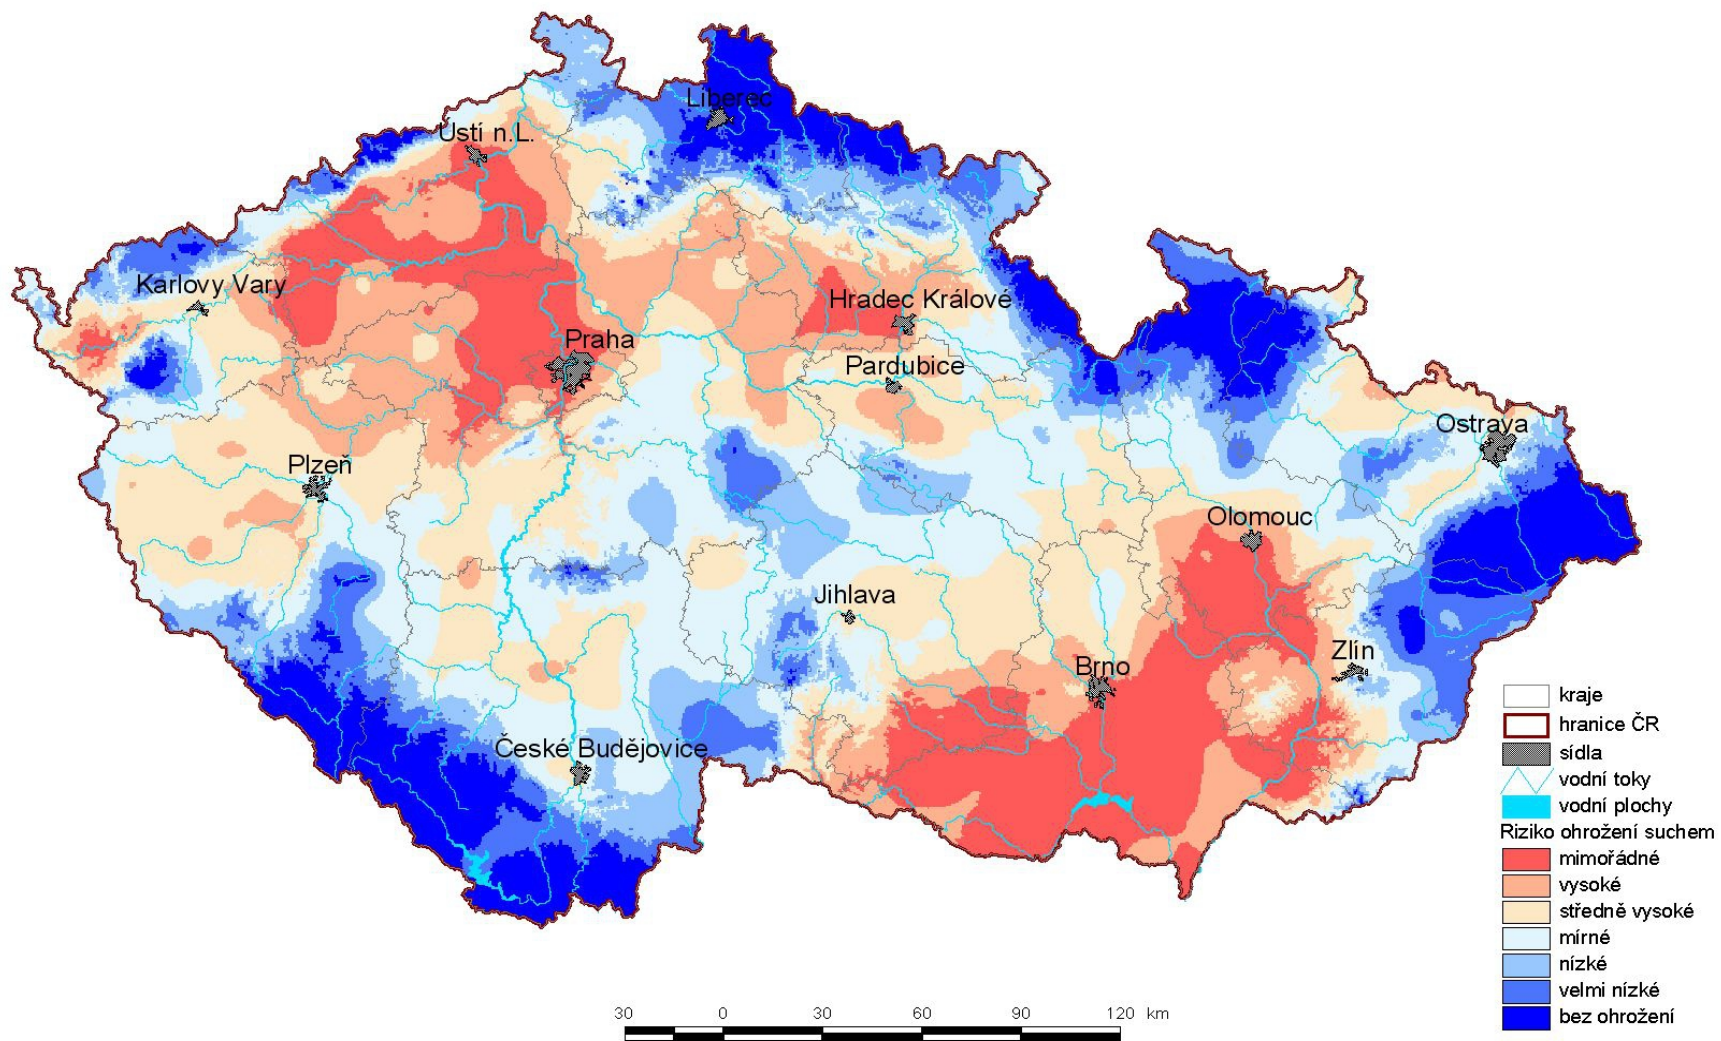 Liberec
Ústí n.L.
Karlovy Vary
Hradec Králové
Praha
Pardubice
Ostrava
Plzeň
Olomouc
Jihlava
Zlín
Brno
České Budějovice
kraje
hranice ČR
sídla
vodní toky
vodní plochy
Riziko ohrožení suchem
mimořádné
vysoké
středně vysoké
mírné
nízké
velmi nízké
bez ohrožení
30 0 30 60 90 120 km